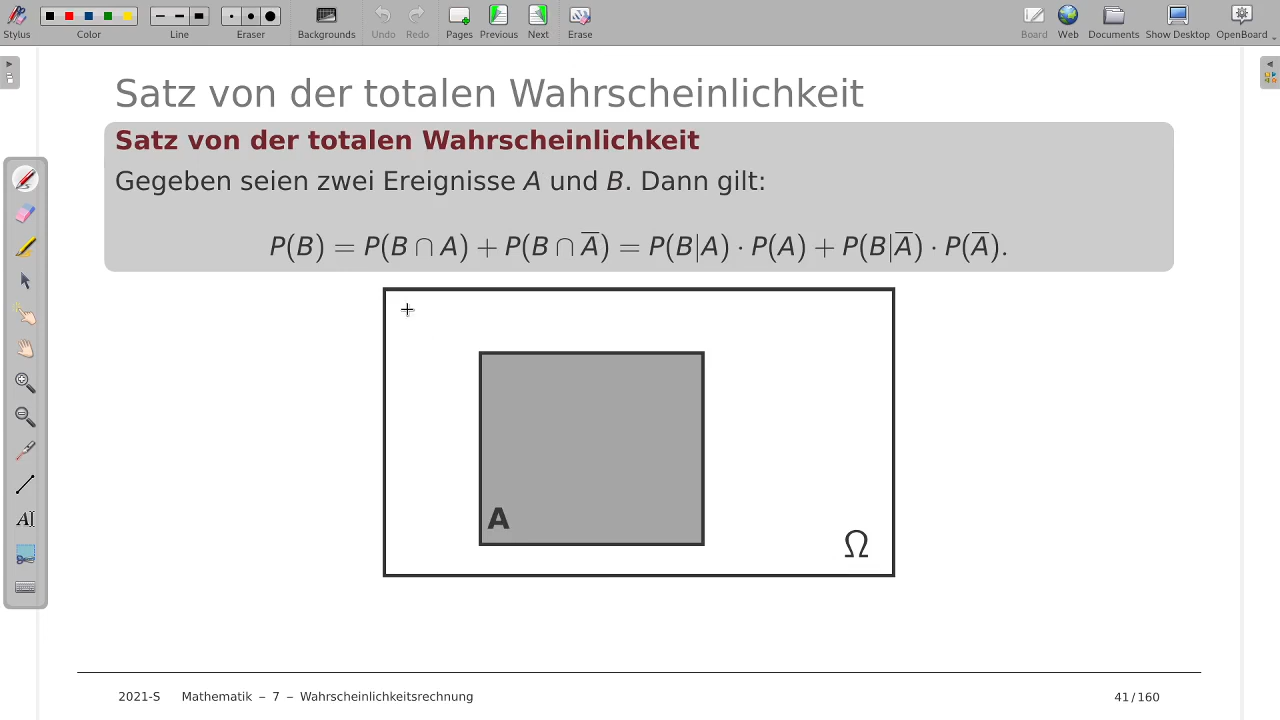 Stylus Color Line Eraser Backgrounds Undo Redo Pages Previous Next Erase Board Web Documents Show Desktop OpenBoard
Satz von der totalen Wahrscheinlichkeit
Satz von der totalen Wahrscheinlichkeit
Gegeben seien zwei Ereignisse A und B. Dann gilt:
P(B) = P(B ∩ A) + P(B ∩ A̅) = P(B|A) · P(A) + P(B|A̅) · P(A̅).
A
Ω
2021-S Mathematik – 7 – Wahrscheinlichkeitsrechnung 41/160